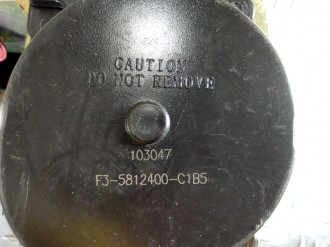 CAUTION
DO NOT REMOVE
103047
F3-5812400-C1B5